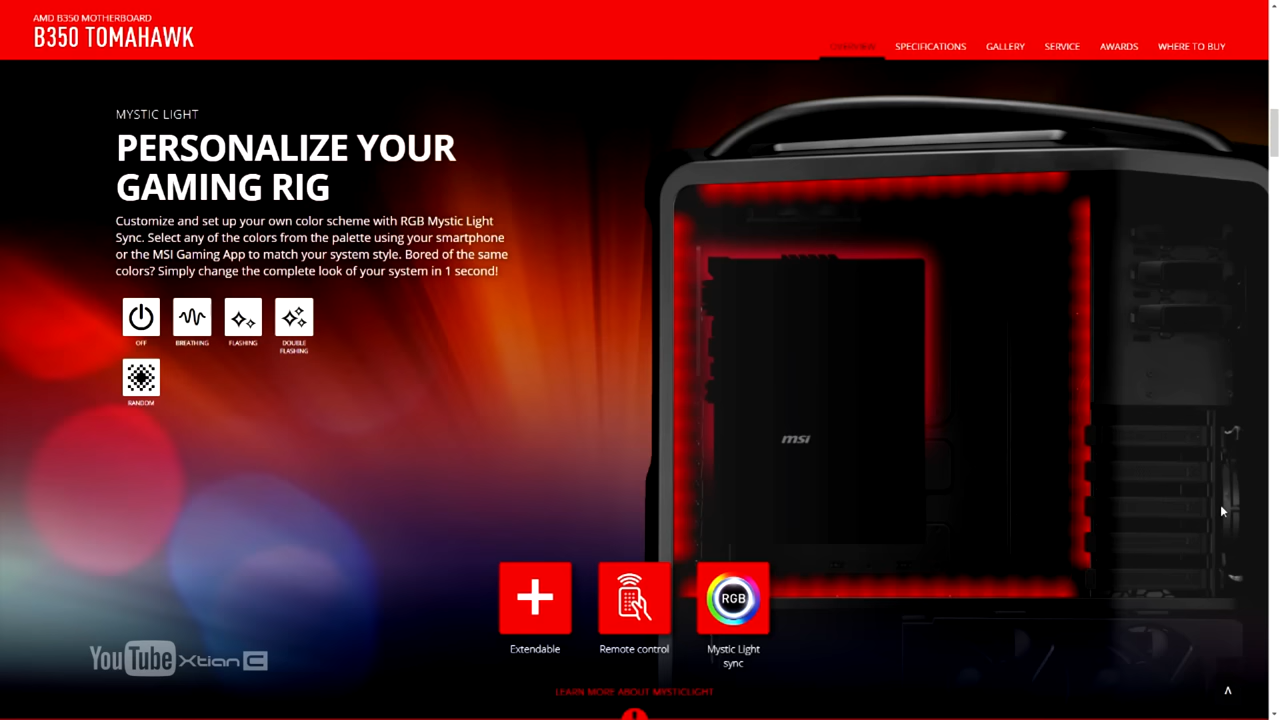 AMD B350 MOTHERBOARD
B350 TOMAHAWK
OVERVIEW
SPECIFICATIONS
GALLERY
SERVICE
AWARDS
WHERE TO BUY
MYSTIC LIGHT
PERSONALIZE YOUR
GAMING RIG
Customize and set up your own color scheme with RGB Mystic Light
Sync. Select any of the colors from the palette using your smartphone
or the MSI Gaming App to match your system style. Bored of the same
colors? Simply change the complete look of your system in 1 second!
OFF
BREATHING
FLASHING
DOUBLE
FLASHING
RANDOM
msi
RGB
Extendable
Remote control
Mystic Light
sync
YouTube Xtian C
LEARN MORE ABOUT MYSTICLIGHT